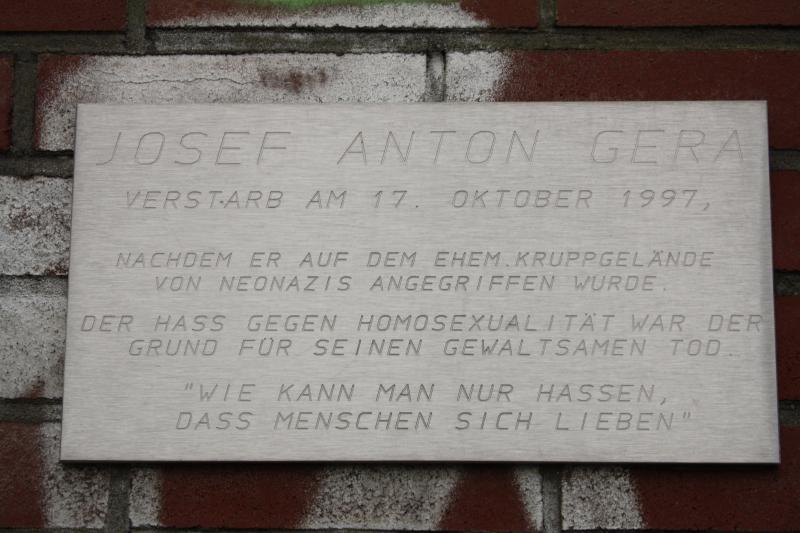 JOSEF ANTON GERA
VERSTARB AM 17. OKTOBER 1997,
NACHDEM ER AUF DEM EHEM. KRUPPGELÄNDE
VON NEONAZIS ANGEGRIFFEN WURDE.
DER HASS GEGEN HOMOSEXUALITÄT WAR DER
GRUND FÜR SEINEN GEWALTSAMEN TOD.
"WIE KANN MAN NUR HASSEN,
DASS MENSCHEN SICH LIEBEN"